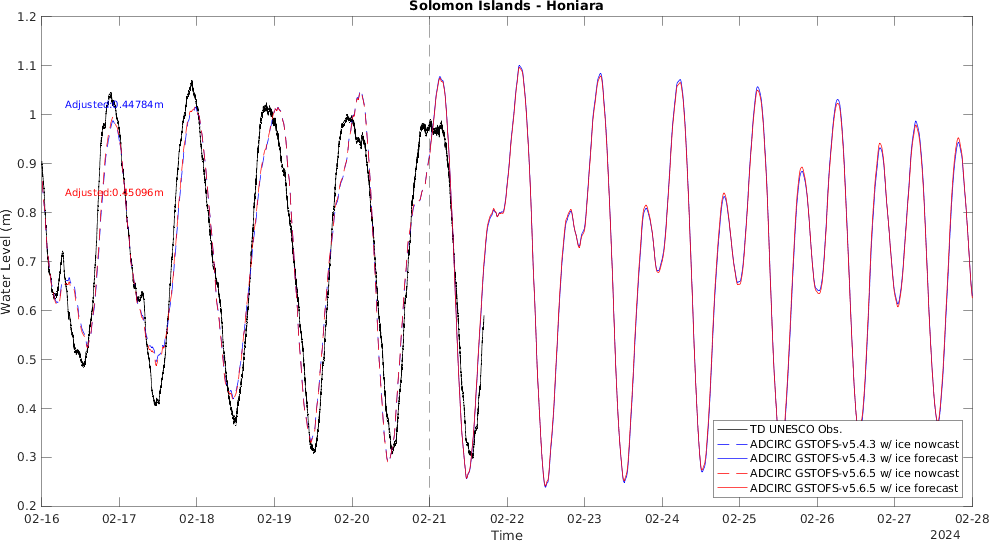 Solomon Islands - Honiara
1.2
1.1
1
0.9
0.8
0.7
0.6
0.5
0.4
0.3
0.2
Water Level (m)
Adjusted:0.44784m
Adjusted:0.45096m
TD UNESCO Obs.
ADCIRC GSTOFS-v5.4.3 w/ ice nowcast
ADCIRC GSTOFS-v5.4.3 w/ ice forecast
ADCIRC GSTOFS-v5.6.5 w/ ice nowcast
ADCIRC GSTOFS-v5.6.5 w/ ice forecast
02-16 02-17 02-18 02-19 02-20 02-21 02-22 02-23 02-24 02-25 02-26 02-27 02-28
Time 2024